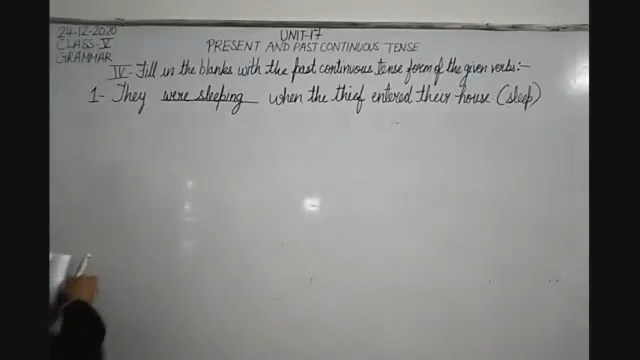 24-12-2020
CLASS-V
GRAMMAR
UNIT-17
PRESENT AND PAST CONTINUOUS TENSE
IV- Fill in the blanks with the past continuous tense form of the given verbs:-
1- They were sleeping when the thief entered their house. (sleep)